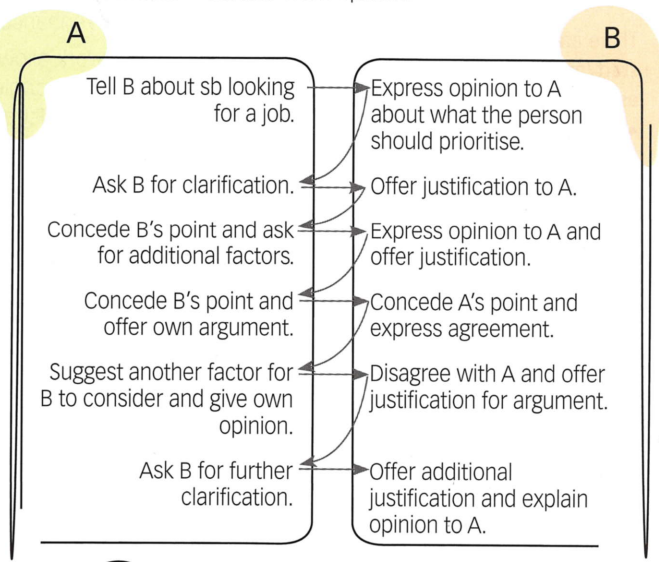 A
B
Tell B about sb looking
for a job.
Express opinion to A
about what the person
should prioritise.
Ask B for clarification.
Offer justification to A.
Concede B's point and ask
for additional factors.
Express opinion to A and
offer justification.
Concede B's point and
offer own argument.
Concede A's point and
express agreement.
Suggest another factor for
B to consider and give own
opinion.
Disagree with A and offer
justification for argument.
Ask B for further
clarification.
Offer additional
justification and explain
opinion to A.